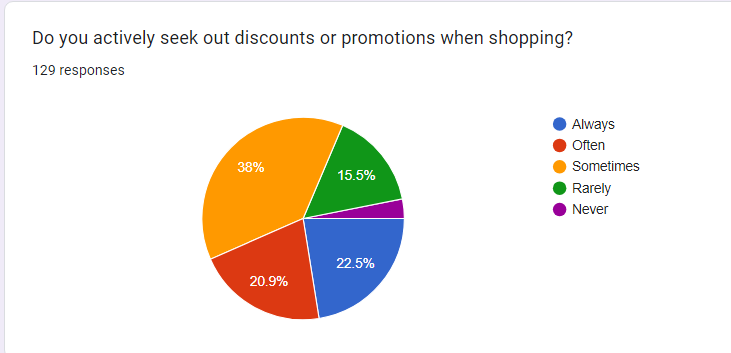 Do you actively seek out discounts or promotions when shopping?
129 responses
Always
Often
Sometimes
Rarely
Never
38%
15.5%
22.5%
20.9%